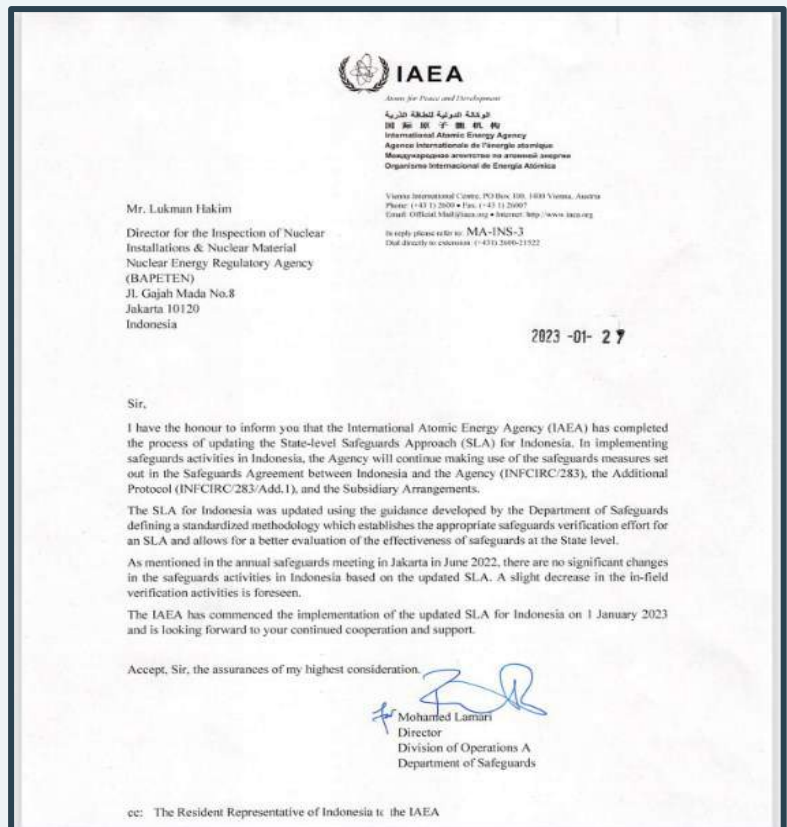 IAEA
Atoms for Peace and Development
الوكالة الدولية للطاقة الذرية
国 际 原 子 能 机 构
International Atomic Energy Agency
Agence internationale de l'énergie atomique
Международное агентство по атомной энергии
Organismo Internacional de Energía Atómica
Vienna International Centre, PO Box 100, 1400 Vienna, Austria
Phone: (+43 1) 2600 • Fax: (+43 1) 26007
Email: Official.Mail@iaea.org • Internet: http://www.iaea.org
In reply please refer to: MA-INS-3
Dial directly to extension: (+431) 2600-21522
Mr. Lukman Hakim
Director for the Inspection of Nuclear
Installations & Nuclear Material
Nuclear Energy Regulatory Agency
(BAPETEN)
Jl. Gajah Mada No.8
Jakarta 10120
Indonesia
2023 -01- 27
Sir,
I have the honour to inform you that the International Atomic Energy Agency (IAEA) has completed
the process of updating the State-level Safeguards Approach (SLA) for Indonesia. In implementing
safeguards activities in Indonesia, the Agency will continue making use of the safeguards measures set
out in the Safeguards Agreement between Indonesia and the Agency (INFCIRC/283), the Additional
Protocol (INFCIRC/283/Add.1), and the Subsidiary Arrangements.
The SLA for Indonesia was updated using the guidance developed by the Department of Safeguards
defining a standardized methodology which establishes the appropriate safeguards verification effort for
an SLA and allows for a better evaluation of the effectiveness of safeguards at the State level.
As mentioned in the annual safeguards meeting in Jakarta in June 2022, there are no significant changes
in the safeguards activities in Indonesia based on the updated SLA. A slight decrease in the in-field
verification activities is foreseen.
The IAEA has commenced the implementation of the updated SLA for Indonesia on 1 January 2023
and is looking forward to your continued cooperation and support.
Accept, Sir, the assurances of my highest consideration.
for Mohamed Lamari
Director
Division of Operations A
Department of Safeguards
cc: The Resident Representative of Indonesia to the IAEA